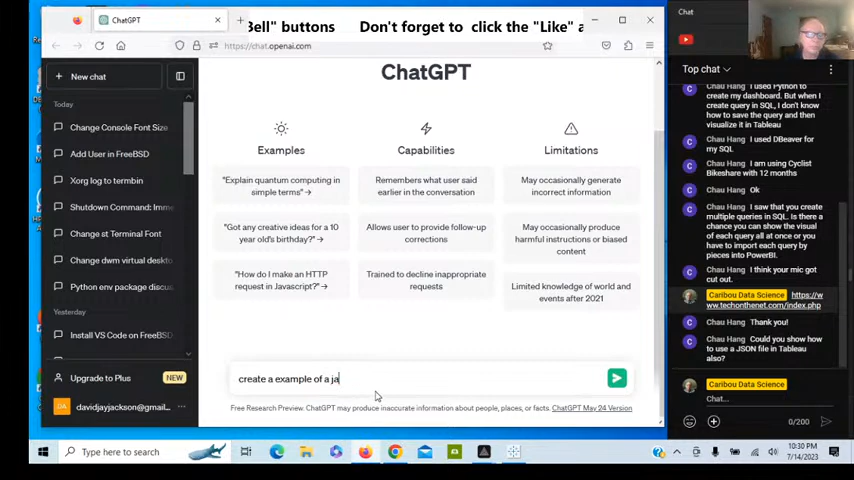 ChatGPT
Bell" buttons Don't forget to click the "Like" a
https://chat.openai.com
New chat
Today
Change Console Font Size
Add User in FreeBSD
Xorg log to termbin
Shutdown Command: Imme
Change st Terminal Font
Change dwm virtual deskto
Python env package discus
Yesterday
Install VS Code on FreeBSD
Upgrade to Plus NEW
DA davidjayjackson@gmail...
ChatGPT
Examples
"Explain quantum computing in
simple terms" →
"Got any creative ideas for a 10
year old's birthday?" →
"How do I make an HTTP
request in Javascript?" →
Capabilities
Remembers what user said
earlier in the conversation
Allows user to provide follow-up
corrections
Trained to decline inappropriate
requests
Limitations
May occasionally generate
incorrect information
May occasionally produce
harmful instructions or biased
content
Limited knowledge of world and
events after 2021
create a example of a ja
Free Research Preview. ChatGPT may produce inaccurate information about people, places, or facts. ChatGPT May 24 Version
Chat
Top chat
C Chau Hang I used Python to
create my dashboard. But when I
create query in SQL, I don't know
how to save the query and then
visualize it in Tableau
C Chau Hang I used DBeaver for
my SQL
C Chau Hang I am using Cyclist
Bikeshare with 12 months
C Chau Hang Ok
C Chau Hang I saw that you create
multiple queries in SQL. Is there a
chance you can show the visual
of each query all at once or you
have to import each query by
pieces into PowerBI.
C Chau Hang I think your mic got
cut out.
Caribou Data Science https://w
ww.techonthenet.com/index.php
C Chau Hang Thank you!
C Chau Hang Could you show how
to use a JSON file in Tableau
also?
Caribou Data Science
Chat...
0/200
Type here to search
10:30 PM
7/14/2023